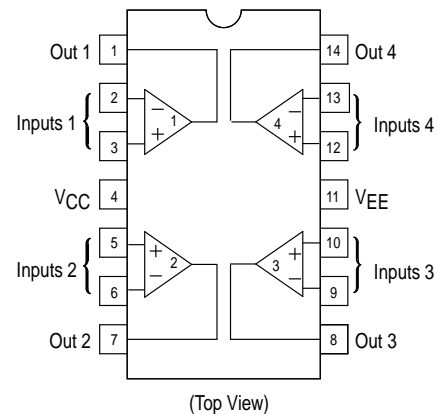 Out 1 1 14 Out 4
2 − − 13
Inputs 1 { 1 4 } Inputs 4
3 + + 12
VCC 4 11 VEE
5 + + 10
Inputs 2 { 2 3 } Inputs 3
6 − − 9
Out 2 7 8 Out 3
(Top View)